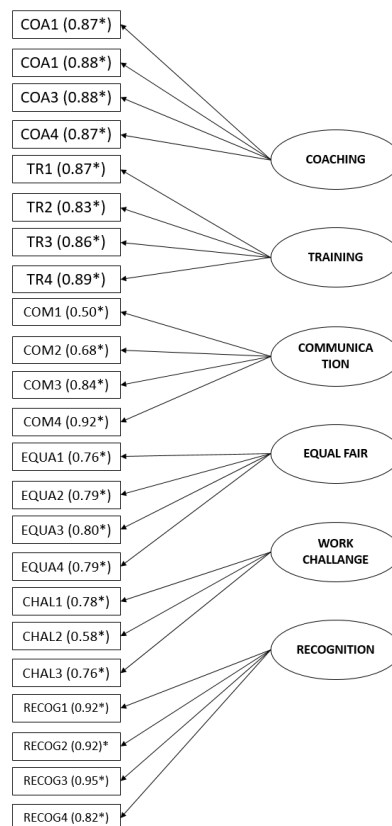 COA1 (0.87*)
COA1 (0.88*)
COA3 (0.88*)
COA4 (0.87*)
TR1 (0.87*)
TR2 (0.83*)
TR3 (0.86*)
TR4 (0.89*)
COM1 (0.50*)
COM2 (0.68*)
COM3 (0.84*)
COM4 (0.92*)
EQUA1 (0.76*)
EQUA2 (0.79*)
EQUA3 (0.80*)
EQUA4 (0.79*)
CHAL1 (0.78*)
CHAL2 (0.58*)
CHAL3 (0.76*)
RECOG1 (0.92*)
RECOG2 (0.92)*
RECOG3 (0.95*)
RECOG4 (0.82*)
COACHING
TRAINING
COMMUNICA
TION
EQUAL FAIR
WORK
CHALLANGE
RECOGNITION